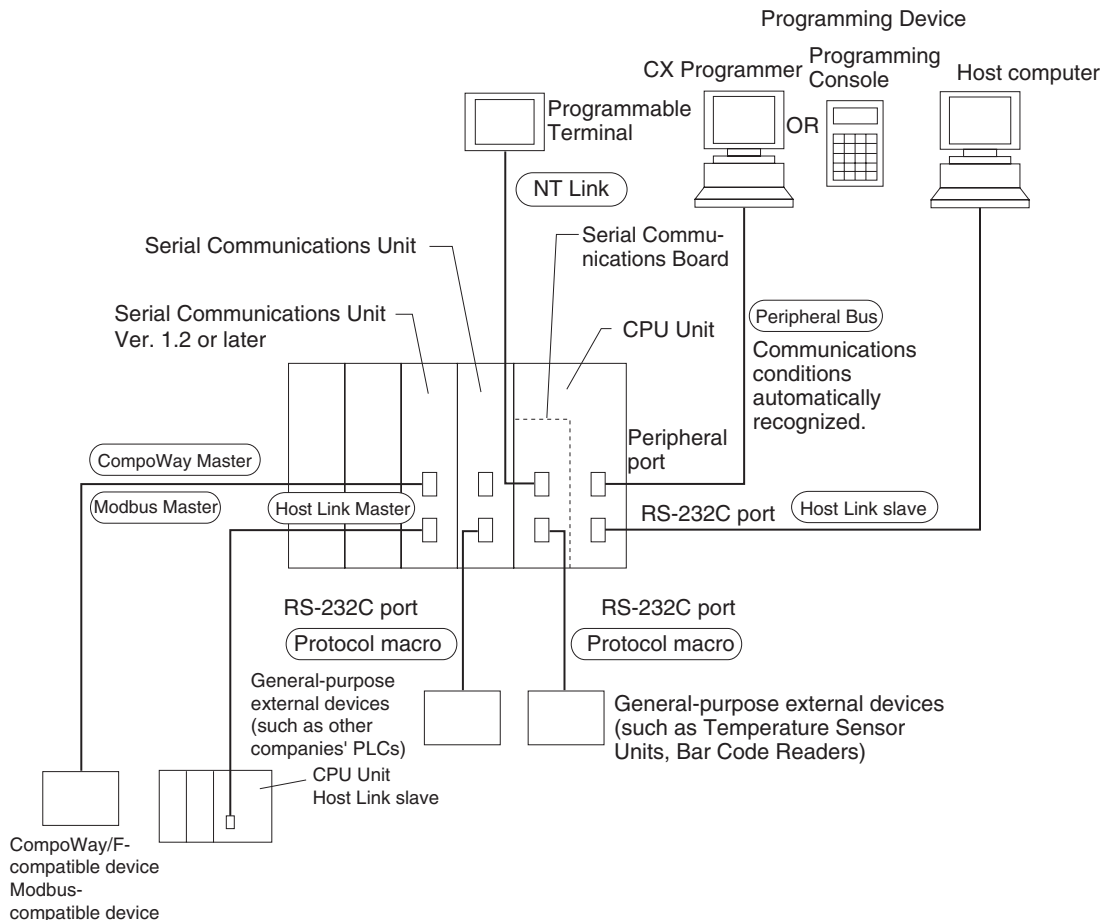 Programming Device
CX Programmer
Programming
Console
Host computer
Programmable
Terminal
OR
NT Link
Serial Communications Unit
Serial Commu-
nications Board
Serial Communications Unit
Ver. 1.2 or later
CPU Unit
Peripheral Bus
Communications
conditions
automatically
recognized.
Peripheral
port
CompoWay Master
Modbus Master
Host Link Master
RS-232C port
Host Link slave
RS-232C port
Protocol macro
RS-232C port
Protocol macro
General-purpose
external devices
(such as other
companies' PLCs)
General-purpose external devices
(such as Temperature Sensor
Units, Bar Code Readers)
CPU Unit
Host Link slave
CompoWay/F-
compatible device
Modbus-
compatible device